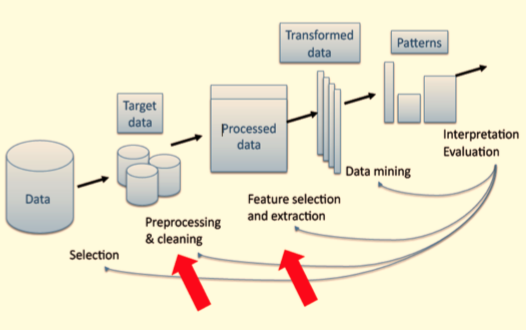 Transformed
data
Patterns
Target
data
Processed
data
Interpretation
Evaluation
Data mining
Data
Feature selection
and extraction
Preprocessing
& cleaning
Selection